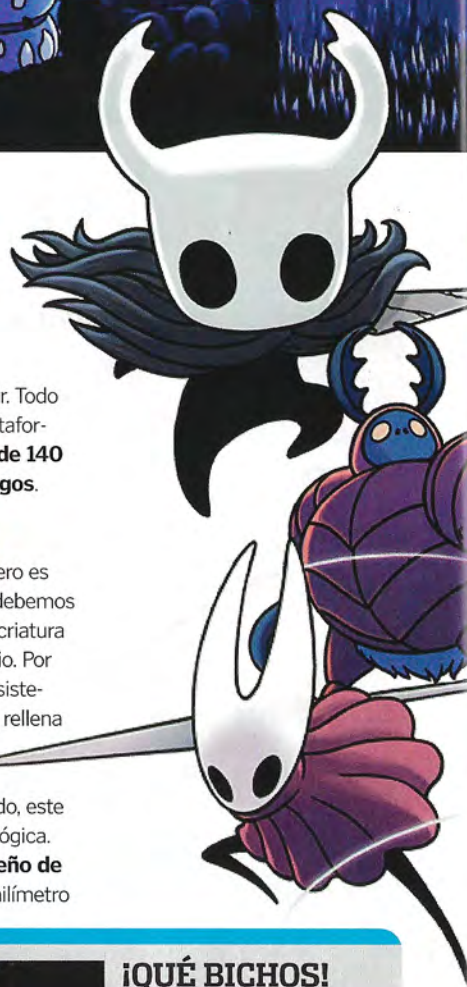 r. Todo
tafor-
de 140
gos.
ero es
debemos
criatura
io. Por
siste-
rellena
do, este
ógica.
eño de
ilímetro
¡QUÉ BICHOS!